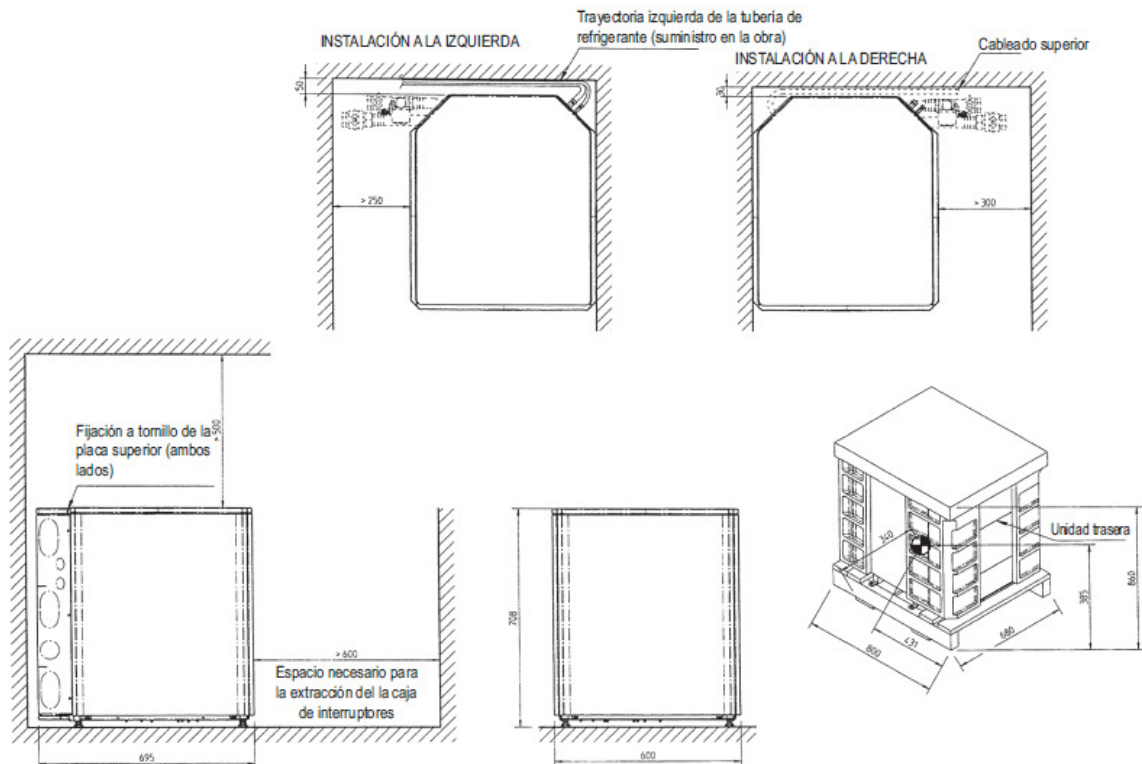 Trayectoria izquierda de la tubería de
refrigerante (suministro en la obra)
INSTALACIÓN A LA IZQUIERDA
Cableado superior
INSTALACIÓN A LA DERECHA
50
30
> 250
> 300
> 500
Fijación a tornillo de la
placa superior (ambos
lados)
Unidad trasera
340
860
385
708
431
680
800
> 600
Espacio necesario para
la extracción del la caja
de interruptores
695
600